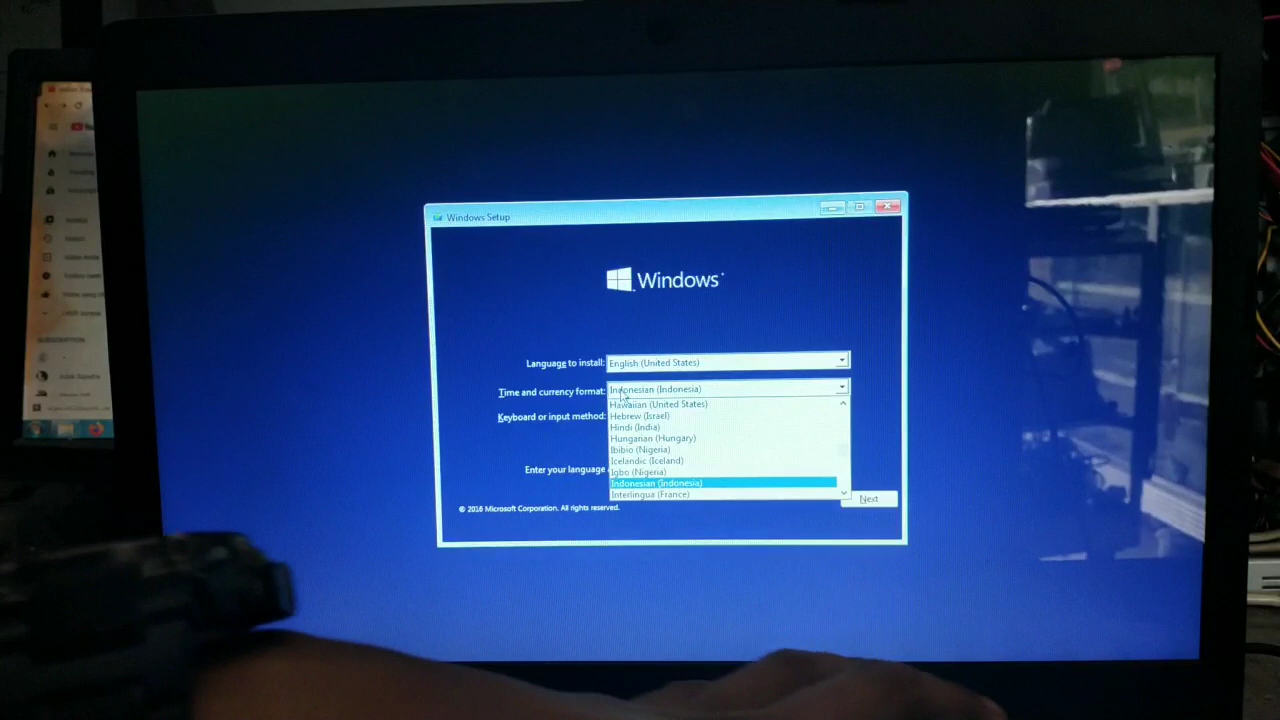 Windows Setup
Windows
Language to install: English (United States)
Time and currency format: Indonesian (Indonesia)
Hawaiian (United States)
Hebrew (Israel)
Keyboard or input method:
Hindi (India)
Hungarian (Hungary)
Ibibio (Nigeria)
Icelandic (Iceland)
Enter your language
Igbo (Nigeria)
Indonesian (Indonesia)
Interlingua (France)
Next
© 2016 Microsoft Corporation. All rights reserved.
SUBSCRIPTION